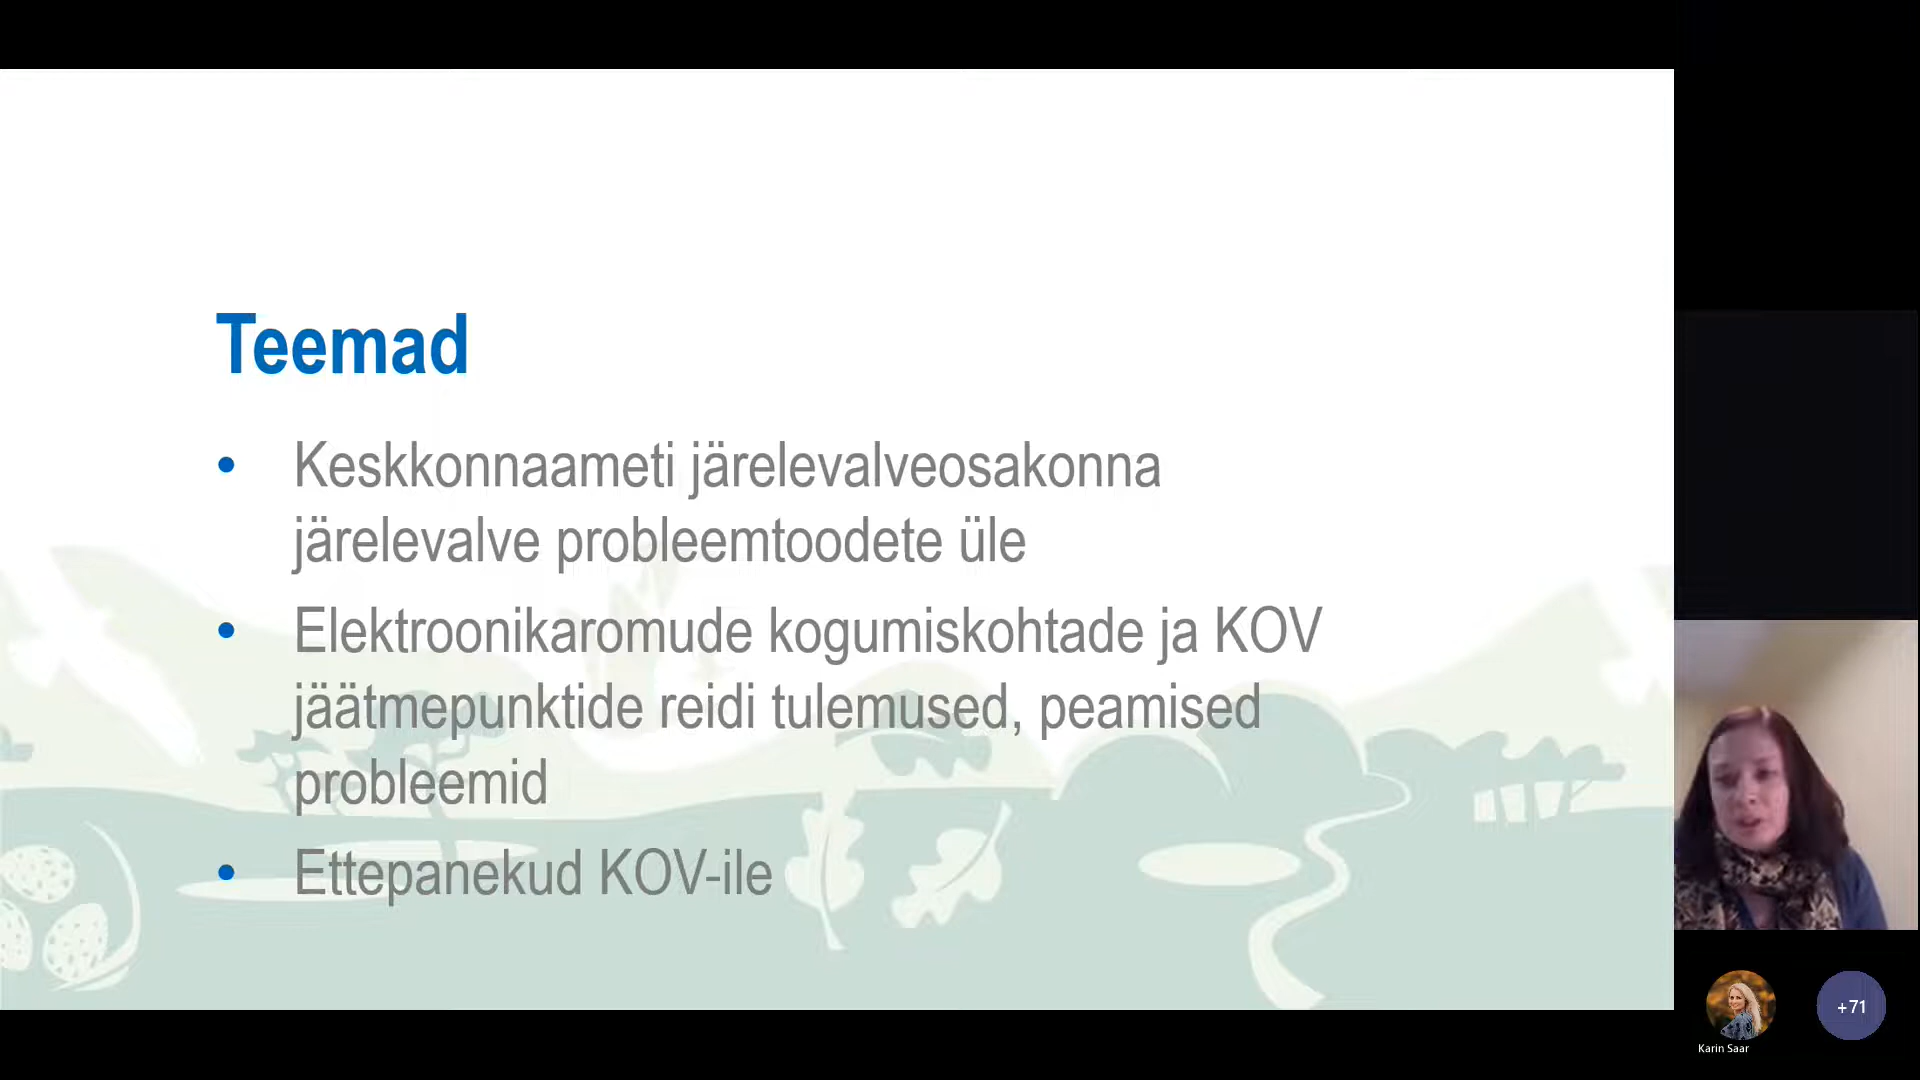 Teemad
• Keskkonnaameti järelevalveosakonna
järelevalve probleemtoodete üle
• Elektroonikaromude kogumiskohtade ja KOV
jäätmepunktide reidi tulemused, peamised
probleemid
• Ettepanekud KOV-ile
+71
Karin Saar